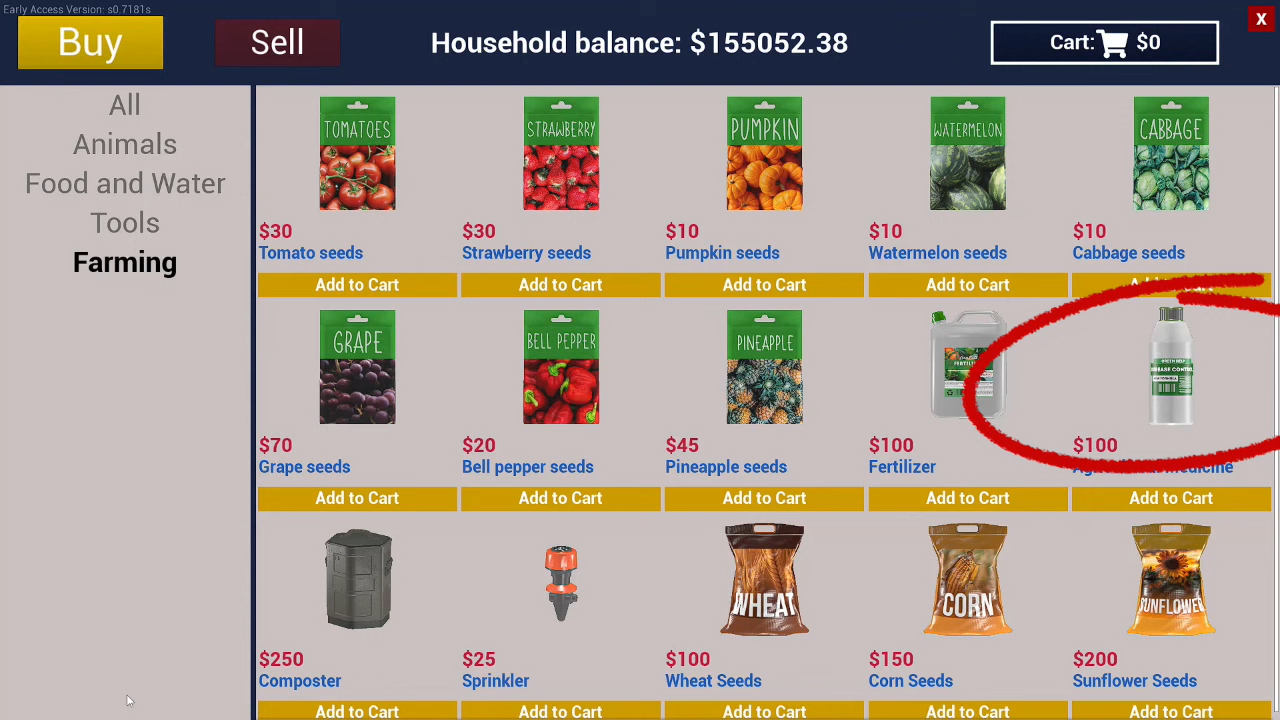 Early Access Version: s0.7181s
Buy
Sell
Household balance: $155052.38
Cart: $0
X
All
Animals
Food and Water
Tools
Farming
TOMATOES
STRAWBERRY
PUMPKIN
WATERMELON
CABBAGE
$30
$30
$10
$10
$10
Tomato seeds
Strawberry seeds
Pumpkin seeds
Watermelon seeds
Cabbage seeds
Add to Cart
Add to Cart
Add to Cart
Add to Cart
Add to Cart
GRAPE
BELL PEPPER
PINEAPPLE
GREEN HELP
$70
$20
$45
$100
$100
Grape seeds
Bell pepper seeds
Pineapple seeds
Fertilizer
Agricultural medicine
Add to Cart
Add to Cart
Add to Cart
Add to Cart
Add to Cart
WHEAT
CORN
SUNFLOWER
$250
$25
$100
$150
$200
Composter
Sprinkler
Wheat Seeds
Corn Seeds
Sunflower Seeds
Add to Cart
Add to Cart
Add to Cart
Add to Cart
Add to Cart